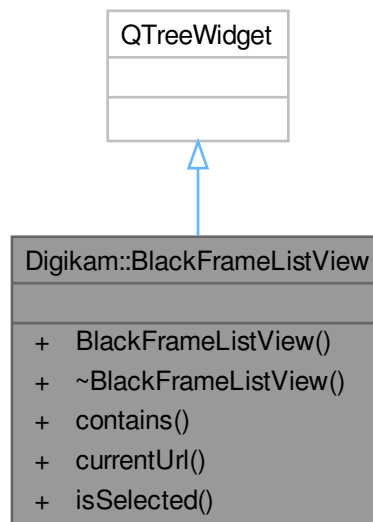 QTreeWidget
Digikam::BlackFrameListView
+ BlackFrameListView()
+ ~BlackFrameListView()
+ contains()
+ currentUrl()
+ isSelected()